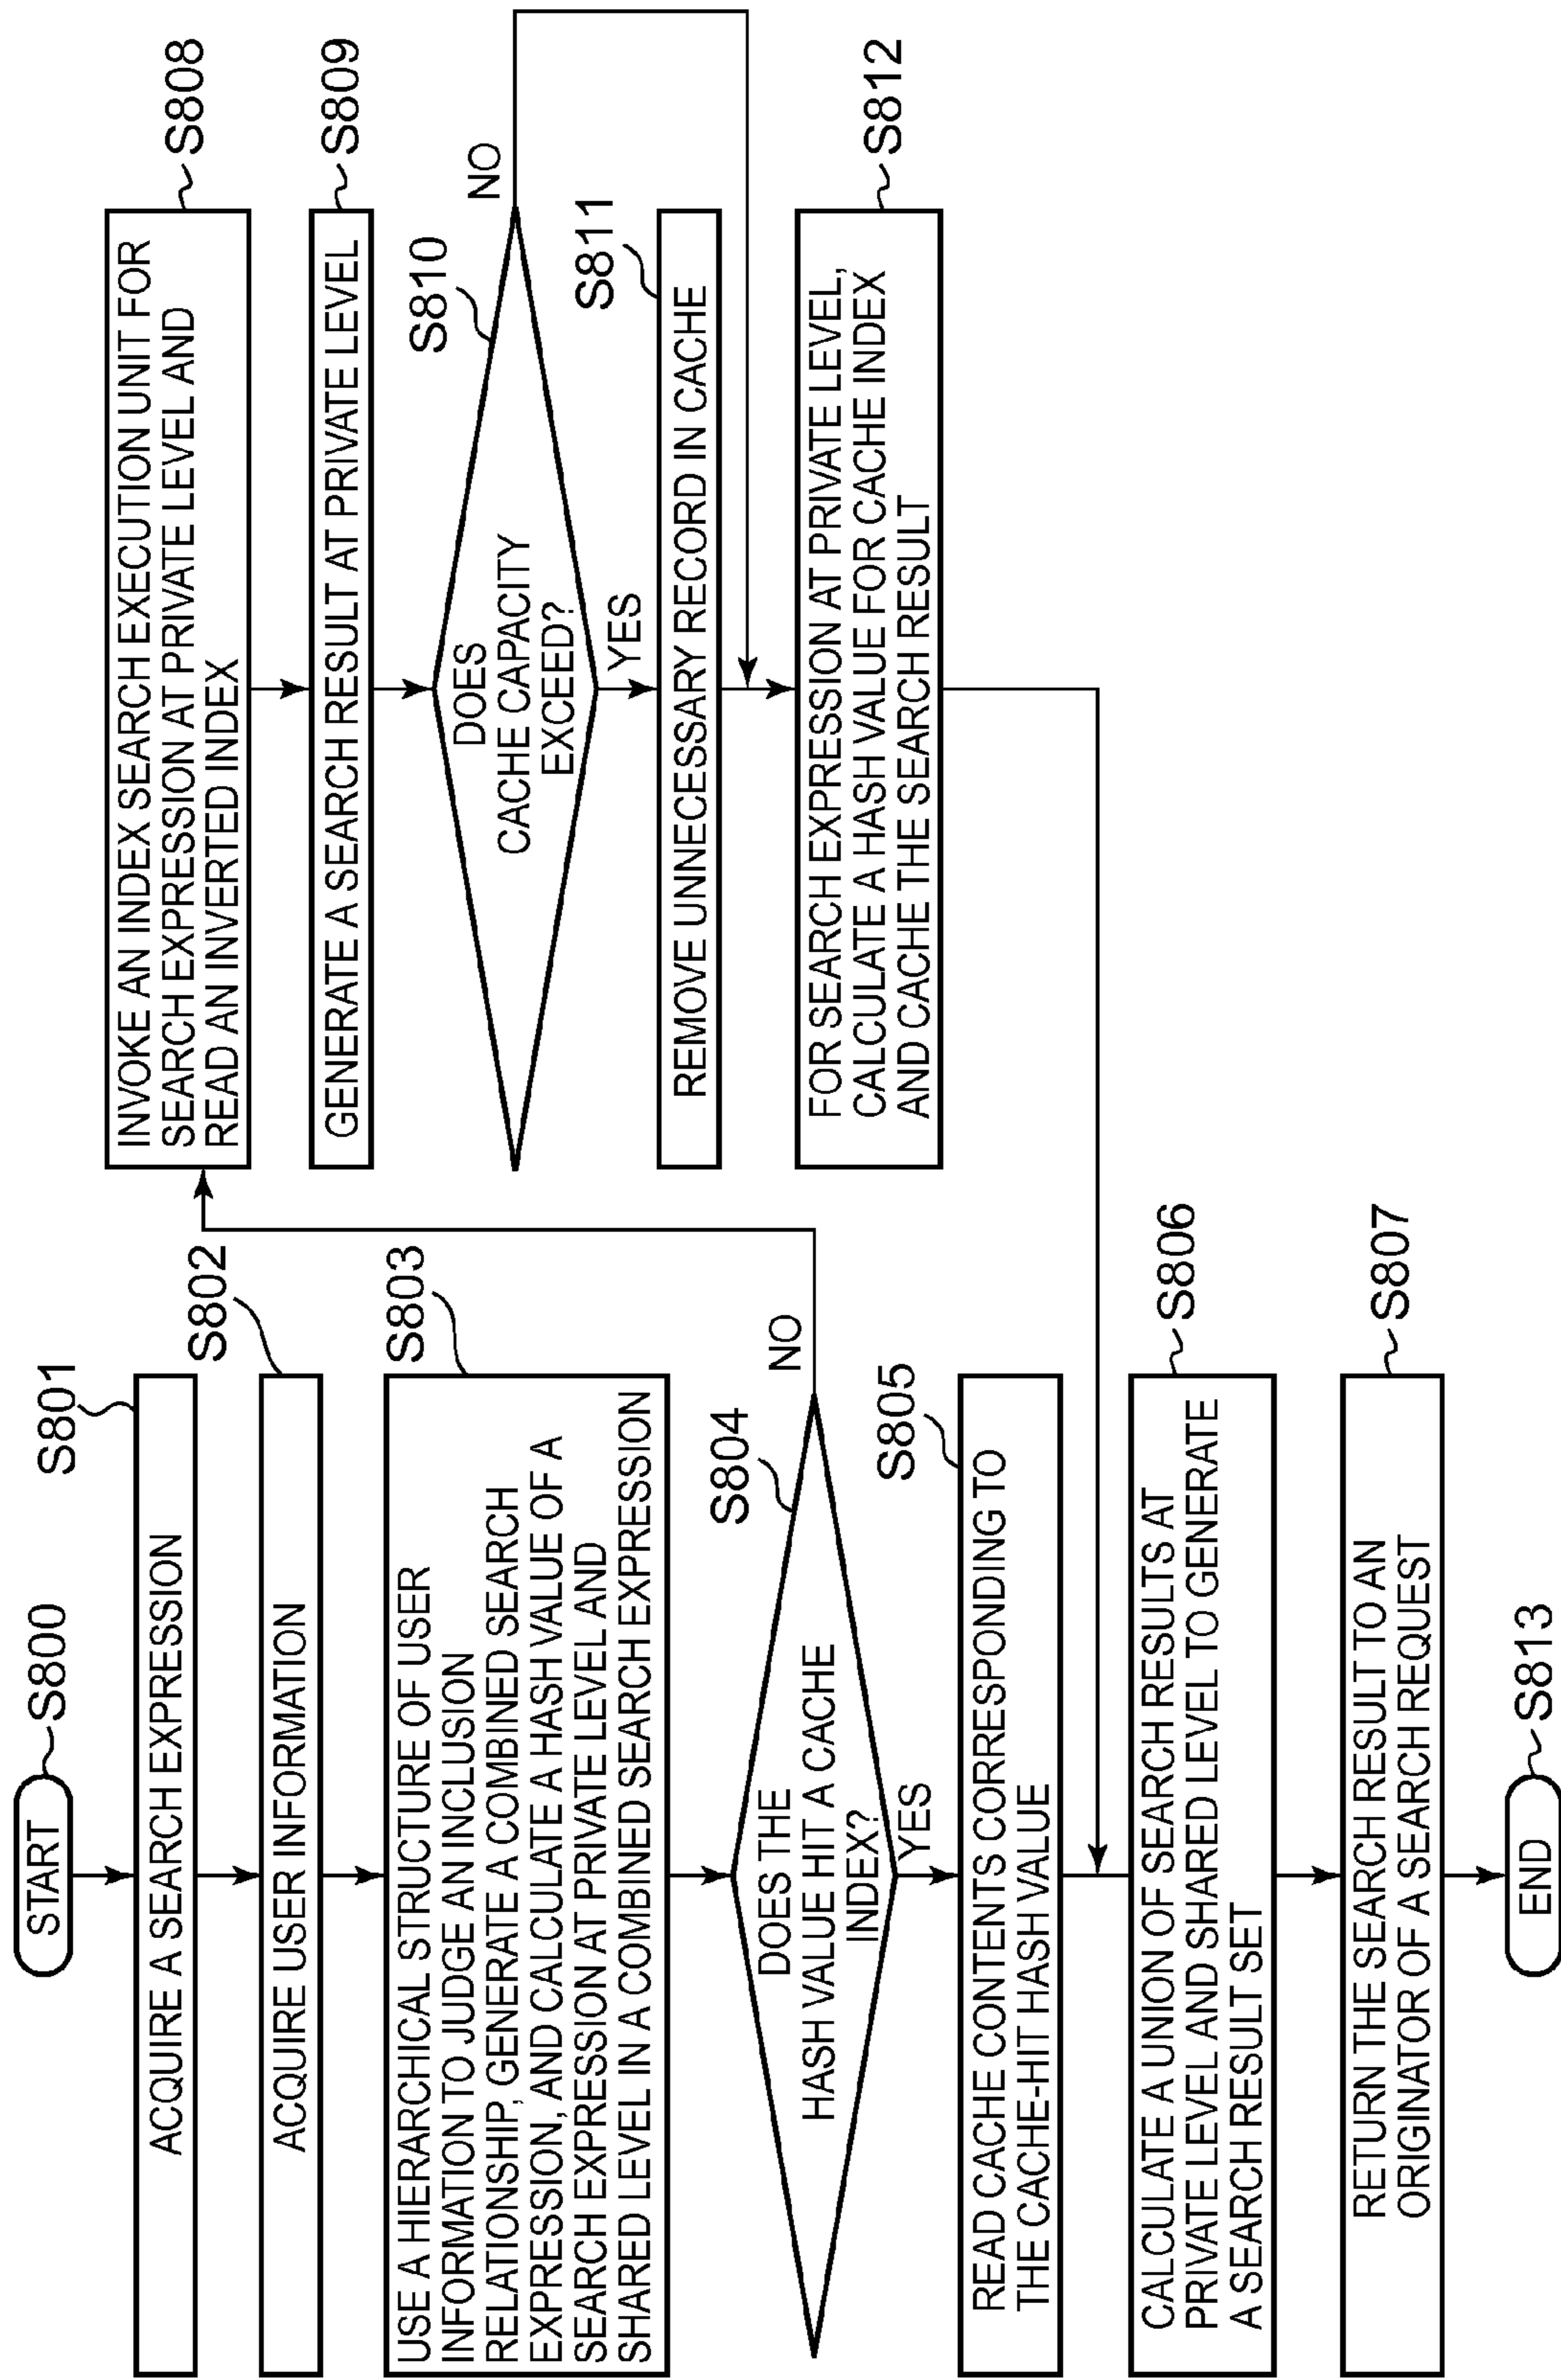 START
S800
S801
ACQUIRE A SEARCH EXPRESSION
S802
ACQUIRE USER INFORMATION
S803
USE A HIERARCHICAL STRUCTURE OF USER
INFORMATION TO JUDGE AN INCLUSION
RELATIONSHIP, GENERATE A COMBINED SEARCH
EXPRESSION, AND CALCULATE A HASH VALUE OF A
SEARCH EXPRESSION AT PRIVATE LEVEL AND
SHARED LEVEL IN A COMBINED SEARCH EXPRESSION
S804
DOES THE
HASH VALUE HIT A CACHE
INDEX?
NO
YES
S805
READ CACHE CONTENTS CORRESPONDING TO
THE CACHE-HIT HASH VALUE
S806
CALCULATE A UNION OF SEARCH RESULTS AT
PRIVATE LEVEL AND SHARED LEVEL TO GENERATE
A SEARCH RESULT SET
S807
RETURN THE SEARCH RESULT TO AN
ORIGINATOR OF A SEARCH REQUEST
END
S813
INVOKE AN INDEX SEARCH EXECUTION UNIT FOR
SEARCH EXPRESSION AT PRIVATE LEVEL AND
READ AN INVERTED INDEX
S808
GENERATE A SEARCH RESULT AT PRIVATE LEVEL
S809
S810
DOES
CACHE CAPACITY
EXCEED?
NO
YES
S811
REMOVE UNNECESSARY RECORD IN CACHE
FOR SEARCH EXPRESSION AT PRIVATE LEVEL,
CALCULATE A HASH VALUE FOR CACHE INDEX
AND CACHE THE SEARCH RESULT
S812